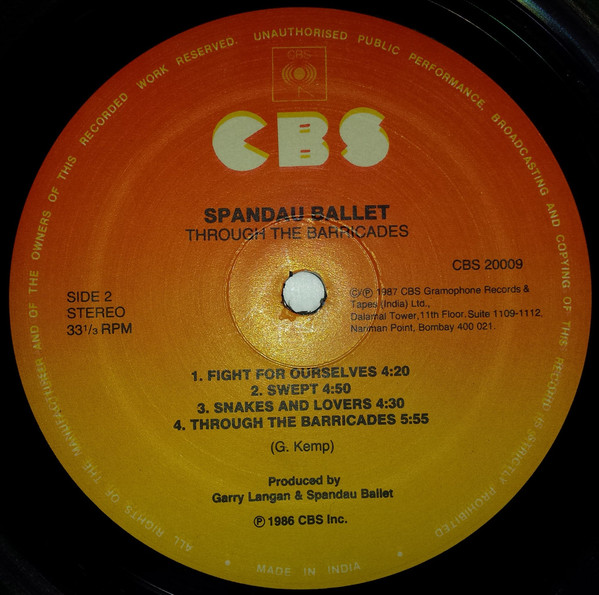 ALL RIGHTS OF THE MANUFACTURER AND OF THE OWNERS OF THIS RECORDED WORK RESERVED. UNAUTHORISED PUBLIC PERFORMANCE, BROADCASTING AND COPYING OF THIS RECORD IS STRICTLY PROHIBITED
CBS
CBS
SPANDAU BALLET
THROUGH THE BARRICADES
CBS 20009
SIDE 2
STEREO
33 1/3 RPM
©/℗ 1987 CBS Gramophone Records &
Tapes (India) Ltd.,
Dalamal Tower,11th Floor.Suite 1109-1112,
Nariman Point, Bombay 400 021.
1. FIGHT FOR OURSELVES 4:20
2. SWEPT 4:50
3. SNAKES AND LOVERS 4:30
4. THROUGH THE BARRICADES 5:55
(G. Kemp)
Produced by
Garry Langan & Spandau Ballet
℗ 1986 CBS Inc.
MADE IN INDIA